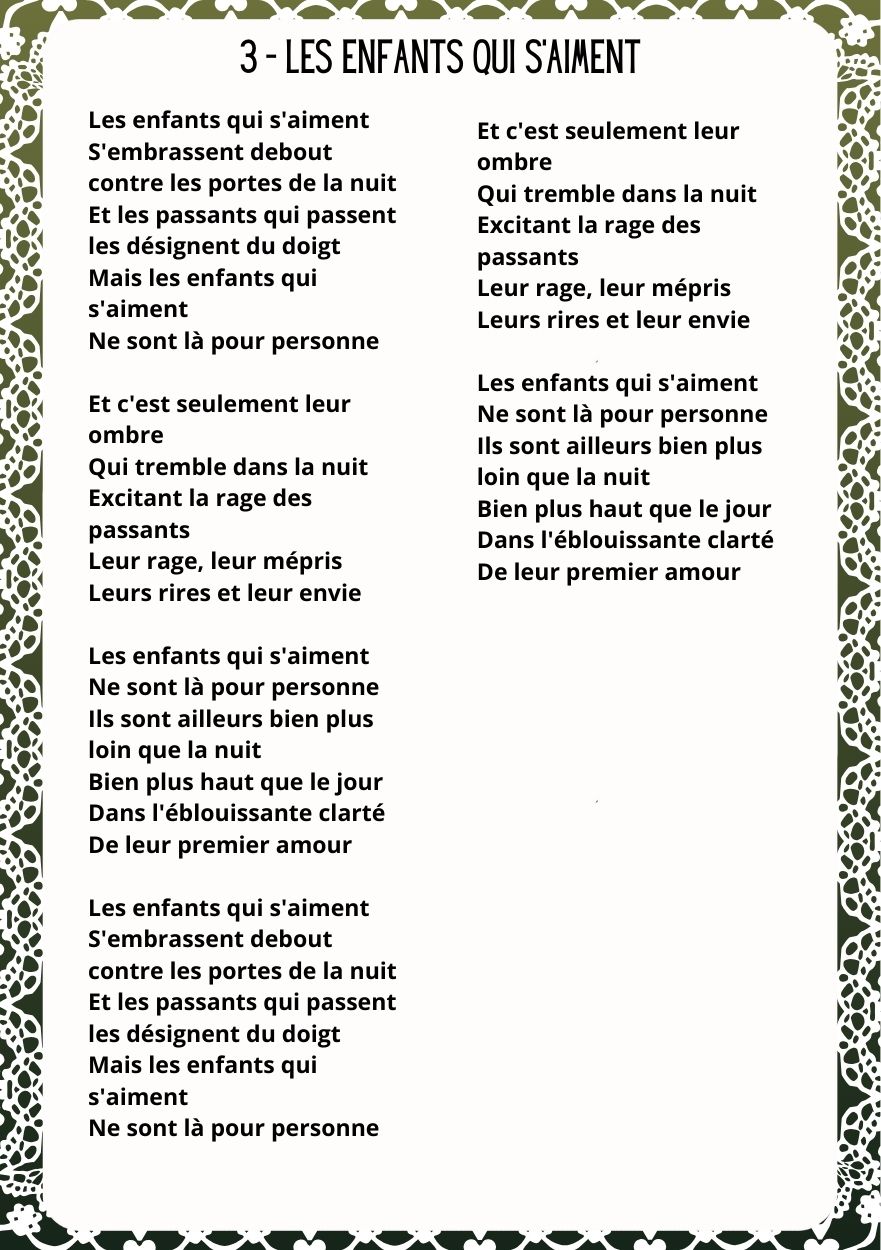 3 - LES ENFANTS QUI S'AIMENT
Les enfants qui s'aiment
S'embrassent debout
contre les portes de la nuit
Et les passants qui passent
les désignent du doigt
Mais les enfants qui
s'aiment
Ne sont là pour personne
Et c'est seulement leur
ombre
Qui tremble dans la nuit
Excitant la rage des
passants
Leur rage, leur mépris
Leurs rires et leur envie
Les enfants qui s'aiment
Ne sont là pour personne
Ils sont ailleurs bien plus
loin que la nuit
Bien plus haut que le jour
Dans l'éblouissante clarté
De leur premier amour
Les enfants qui s'aiment
S'embrassent debout
contre les portes de la nuit
Et les passants qui passent
les désignent du doigt
Mais les enfants qui
s'aiment
Ne sont là pour personne
Et c'est seulement leur
ombre
Qui tremble dans la nuit
Excitant la rage des
passants
Leur rage, leur mépris
Leurs rires et leur envie
Les enfants qui s'aiment
Ne sont là pour personne
Ils sont ailleurs bien plus
loin que la nuit
Bien plus haut que le jour
Dans l'éblouissante clarté
De leur premier amour